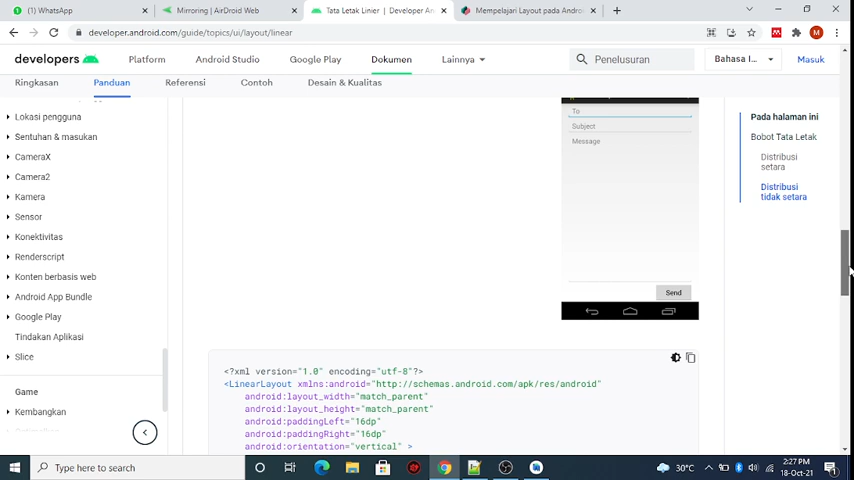 (1) WhatsApp
Mirroring | AirDroid Web
Tata Letak Linier | Developer An
Mempelajari Layout pada Andro
developer.android.com/guide/topics/ui/layout/linear
developers
Platform
Android Studio
Google Play
Dokumen
Lainnya
Penelusuran
Bahasa I...
Masuk
Ringkasan
Panduan
Referensi
Contoh
Desain & Kualitas
Lokasi pengguna
Sentuhan & masukan
CameraX
Camera2
Kamera
Sensor
Konektivitas
Renderscript
Konten berbasis web
Android App Bundle
Google Play
Tindakan Aplikasi
Slice
Game
Kembangkan
To
Subject
Message
Send
<?xml version="1.0" encoding="utf-8"?>
<LinearLayout xmlns:android="http://schemas.android.com/apk/res/android"
android:layout_width="match_parent"
android:layout_height="match_parent"
android:paddingLeft="16dp"
android:paddingRight="16dp"
android:orientation="vertical" >
Pada halaman ini
Bobot Tata Letak
Distribusi
setara
Distribusi
tidak setara
Type here to search
30°C
2:27 PM
18-Oct-21